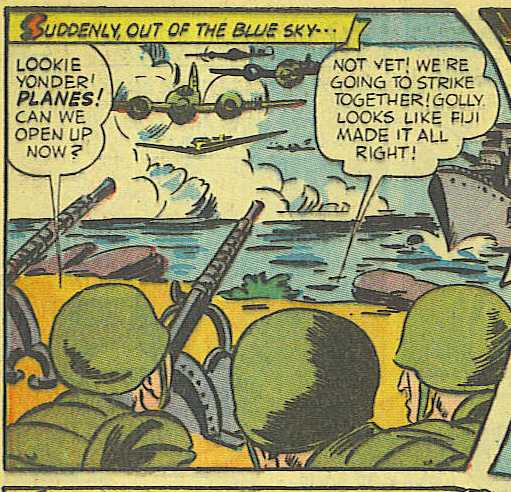 SUDDENLY, OUT OF THE BLUE SKY---
LOOKIE
YONDER!
PLANES!
CAN WE
OPEN UP
NOW?
NOT YET! WE'RE
GOING TO STRIKE
TOGETHER! GOLLY
LOOKS LIKE FIJI
MADE IT ALL
RIGHT!